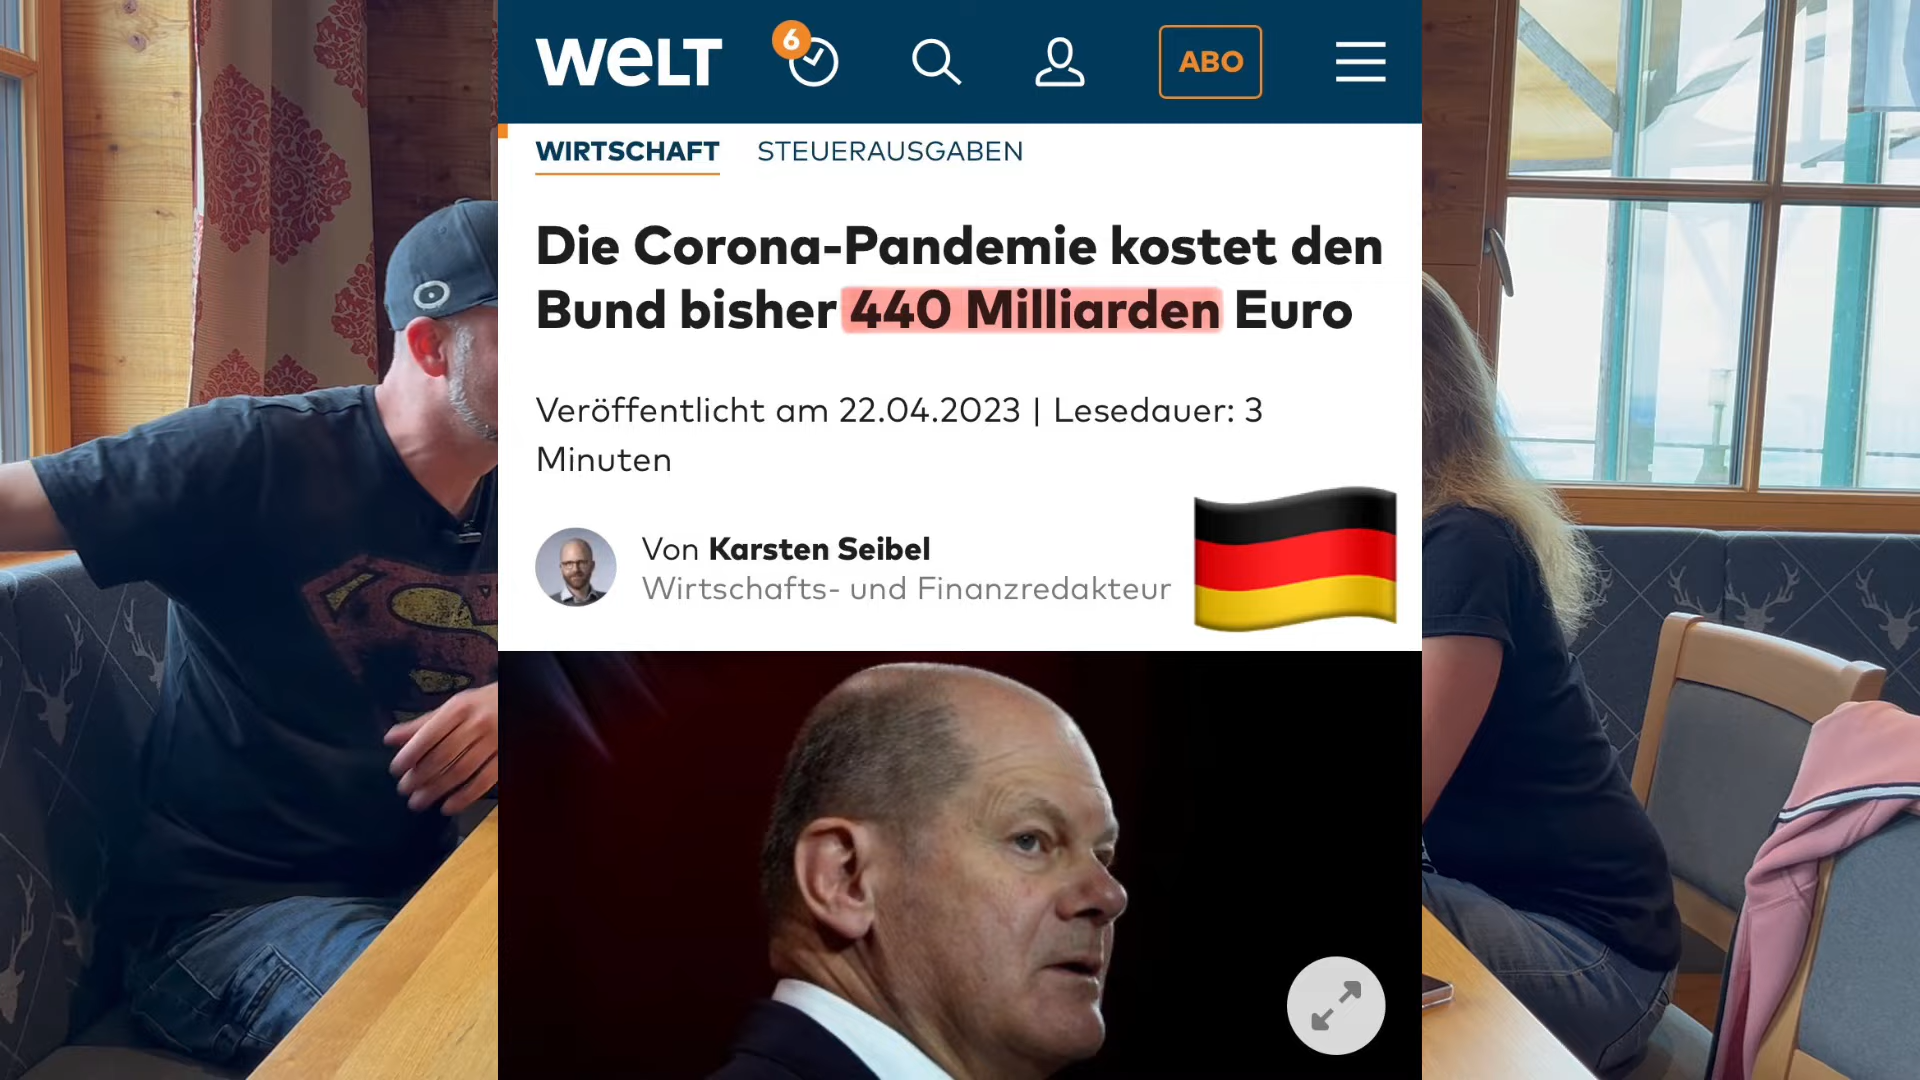 WELT
6
ABO
WIRTSCHAFT STEUERAUSGABEN
Die Corona-Pandemie kostet den
Bund bisher 440 Milliarden Euro
Veröffentlicht am 22.04.2023 | Lesedauer: 3
Minuten
Von Karsten Seibel
Wirtschafts- und Finanzredakteur